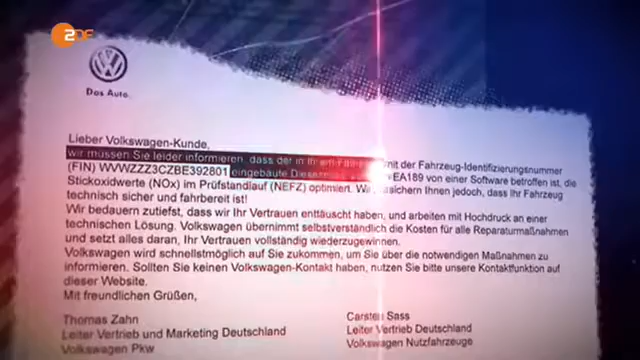 ZDF
Das Auto.
Lieber Volkswagen-Kunde,
wir müssen Sie leider informieren, dass der in Ihrem mit der Fahrzeug-Identifizierungsnummer
(FIN) WVWZZZ3CZBE392801 eingebaute EA189 von einer Software betroffen ist, die
Stickoxidwerte (NOx) im Prüfstandlauf (NEFZ) optimiert. Ihnen jedoch, dass Ihr Fahrzeug
technisch sicher und fahrbereit ist!
Wir bedauern zutiefst, dass wir Ihr Vertrauen enttäuscht haben, und arbeiten mit Hochdruck an einer
technischen Lösung. Volkswagen übernimmt selbstverständlich die Kosten für alle Reparaturmaßnahmen
und setzt alles daran, Ihr Vertrauen vollständig wiederzugewinnen.
Volkswagen wird schnellstmöglich auf Sie zukommen, um Sie über die notwendigen Maßnahmen zu
informieren. Sollten Sie keinen Volkswagen-Kontakt haben, nutzen Sie bitte unsere Kontaktfunktion auf
dieser Website.
Mit freundlichen Grüßen,
Thomas Zahn Carsten Sass
Leiter Vertrieb und Marketing Deutschland Leiter Vertrieb Deutschland
Volkswagen Pkw Volkswagen Nutzfahrzeuge